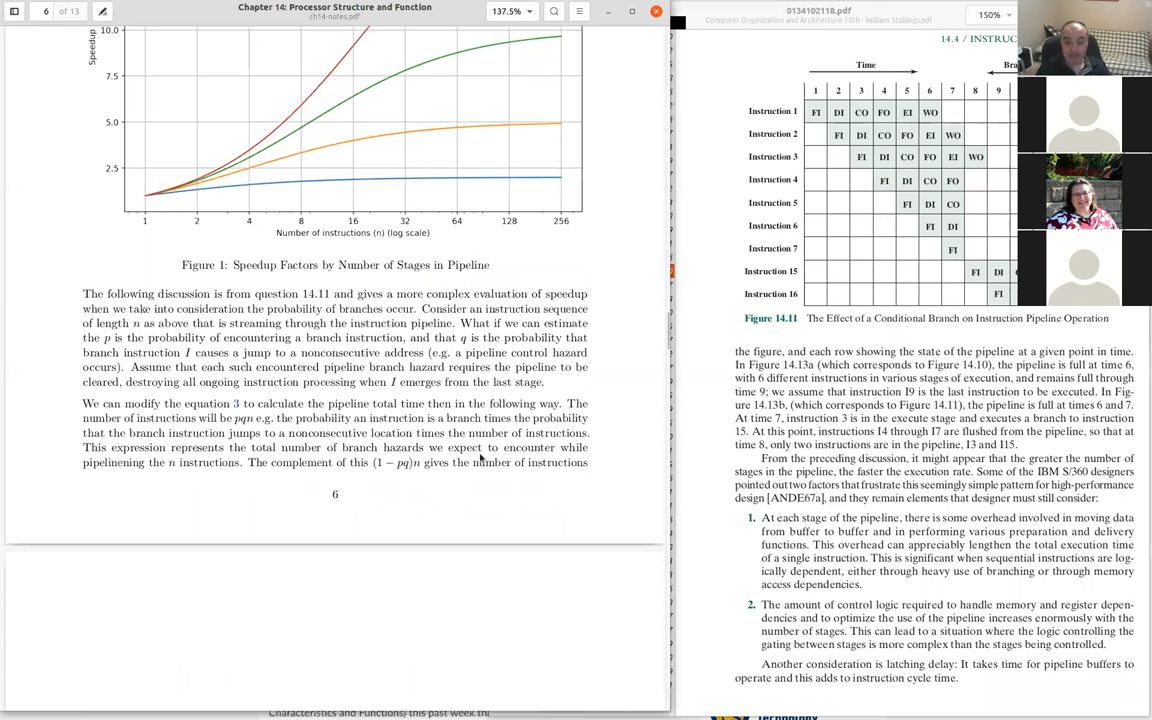 6 of 13
Chapter 14: Processor Structure and Function
ch14-notes.pdf
137.5%
10.0
7.5
5.0
2.5
Speedup
1 2 4 8 16 32 64 128 256
Number of instructions (n) (log scale)
Figure 1: Speedup Factors by Number of Stages in Pipeline
The following discussion is from question 14.11 and gives a more complex evaluation of speedup
when we take into consideration the probability of branches occur. Consider an instruction sequence
of length n as above that is streaming through the instruction pipeline. What if we can estimate
the p is the probability of encountering a branch instruction, and that q is the probability that
branch instruction I causes a jump to a nonconsecutive address (e.g. a pipeline control hazard
occurs). Assume that each such encountered pipeline branch hazard requires the pipeline to be
cleared, destroying all ongoing instruction processing when I emerges from the last stage.
We can modify the equation 3 to calculate the pipeline total time then in the following way. The
number of instructions will be pqn e.g. the probability an instruction is a branch times the probability
that the branch instruction jumps to a nonconsecutive location times the number of instructions.
This expression represents the total number of branch hazards we expect to encounter while
pipelinening the n instructions. The complement of this (1 − pq)n gives the number of instructions
6
Characteristics and Functions) this past week th
0134102118.pdf
Computer Organization and Architecture 10th - William Stallings.pdf
150%
14.4 / INSTRUC
Time
Bra
1 2 3 4 5 6 7 8 9
Instruction 1 FI DI CO FO EI WO
Instruction 2 FI DI CO FO EI WO
Instruction 3 FI DI CO FO EI WO
Instruction 4 FI DI CO FO
Instruction 5 FI DI CO
Instruction 6 FI DI
Instruction 7 FI
Instruction 15 FI DI
Instruction 16 FI
Figure 14.11 The Effect of a Conditional Branch on Instruction Pipeline Operation
the figure, and each row showing the state of the pipeline at a given point in time.
In Figure 14.13a (which corresponds to Figure 14.10), the pipeline is full at time 6,
with 6 different instructions in various stages of execution, and remains full through
time 9; we assume that instruction I9 is the last instruction to be executed. In Fig-
ure 14.13b, (which corresponds to Figure 14.11), the pipeline is full at times 6 and 7.
At time 7, instruction 3 is in the execute stage and executes a branch to instruction
15. At this point, instructions I4 through I7 are flushed from the pipeline, so that at
time 8, only two instructions are in the pipeline, I3 and I15.
From the preceding discussion, it might appear that the greater the number of
stages in the pipeline, the faster the execution rate. Some of the IBM S/360 designers
pointed out two factors that frustrate this seemingly simple pattern for high-performance
design [ANDE67a], and they remain elements that designer must still consider:
1. At each stage of the pipeline, there is some overhead involved in moving data
from buffer to buffer and in performing various preparation and delivery
functions. This overhead can appreciably lengthen the total execution time
of a single instruction. This is significant when sequential instructions are log-
ically dependent, either through heavy use of branching or through memory
access dependencies.
2. The amount of control logic required to handle memory and register depen-
dencies and to optimize the use of the pipeline increases enormously with the
number of stages. This can lead to a situation where the logic controlling the
gating between stages is more complex than the stages being controlled.
Another consideration is latching delay: It takes time for pipeline buffers to
operate and this adds to instruction cycle time.
Technology